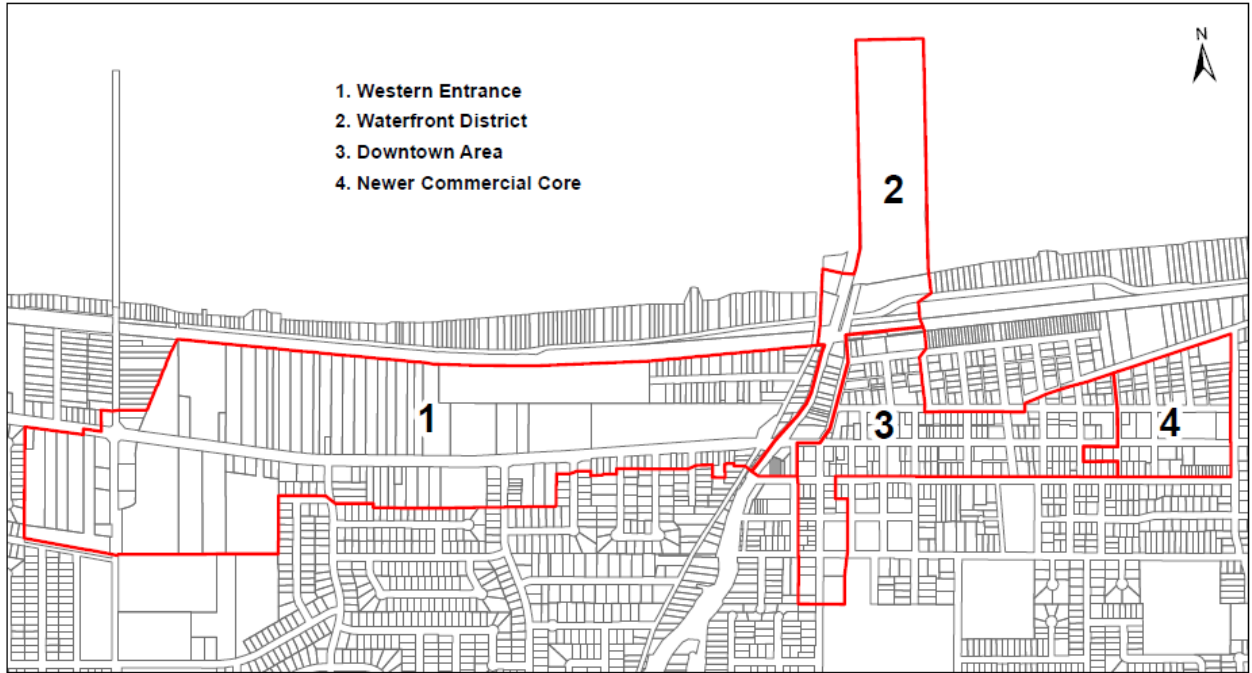 N
1. Western Entrance
2. Waterfront District
3. Downtown Area
4. Newer Commercial Core
2
1
3
4